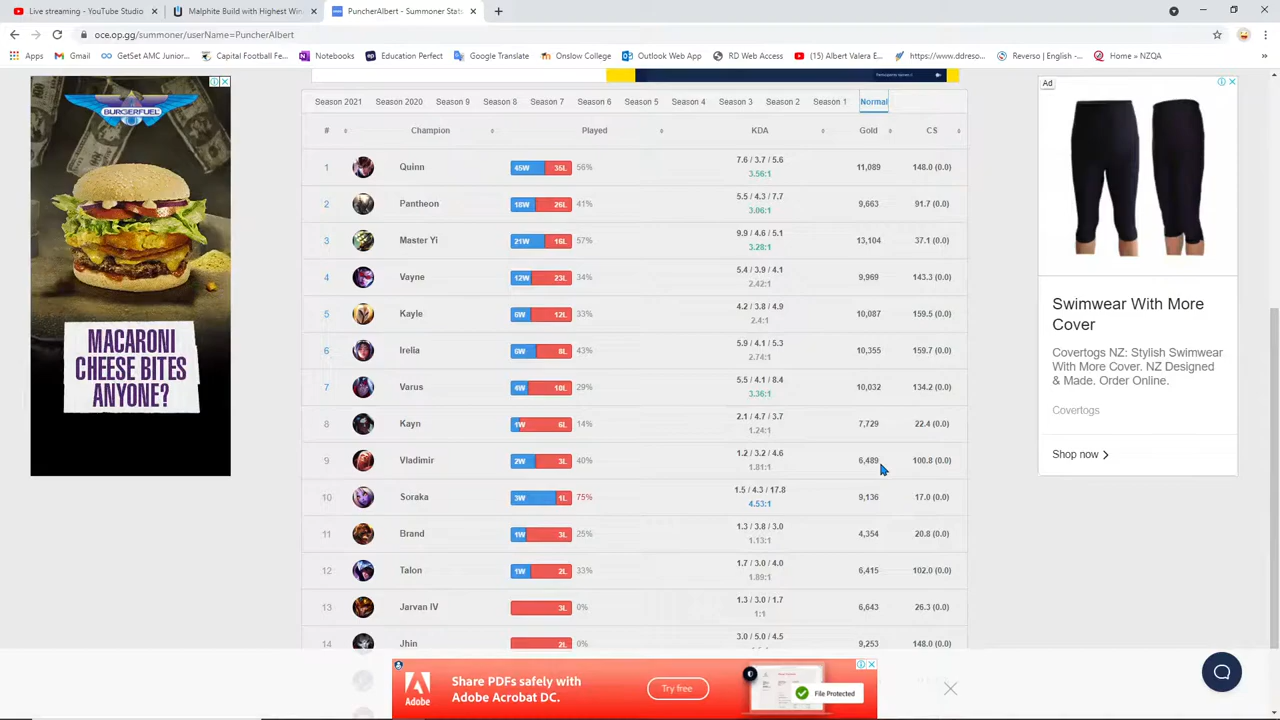 Live streaming - YouTube Studio
Malphite Build with Highest Win
PuncherAlbert - Summoner Stats
oce.op.gg/summoner/userName=PuncherAlbert
Apps
Gmail
GetSet AMC Junior...
Capital Football Fe...
Notebooks
Education Perfect
Google Translate
Onslow College
Outlook Web App
RD Web Access
(15) Albert Valera E...
https://www.ddreso...
Reverso | English -...
Home » NZQA
BURGERFUEL
MACARONI
CHEESE BITES
ANYONE?
Season 2021 Season 2020 Season 9 Season 8 Season 7 Season 6 Season 5 Season 4 Season 3 Season 2 Season 1 Normal
# Champion Played KDA Gold CS
1 Quinn 45W 35L 56% 7.6 / 3.7 / 5.6 11,089 148.0 (0.0)
3.56:1
2 Pantheon 18W 26L 41% 5.5 / 4.3 / 7.7 9,663 91.7 (0.0)
3.06:1
3 Master Yi 21W 16L 57% 9.9 / 4.6 / 5.1 13,104 37.1 (0.0)
3.28:1
4 Vayne 12W 23L 34% 5.4 / 3.9 / 4.1 9,969 143.3 (0.0)
2.42:1
5 Kayle 6W 12L 33% 4.2 / 3.8 / 4.9 10,087 159.5 (0.0)
2.4:1
6 Irelia 6W 8L 43% 5.9 / 4.1 / 5.3 10,355 159.7 (0.0)
2.74:1
7 Varus 4W 10L 29% 5.5 / 4.1 / 8.4 10,032 134.2 (0.0)
3.36:1
8 Kayn 1W 6L 14% 2.1 / 4.7 / 3.7 7,729 22.4 (0.0)
1.24:1
9 Vladimir 2W 3L 40% 1.2 / 3.2 / 4.6 6,489 100.8 (0.0)
1.81:1
10 Soraka 3W 1L 75% 1.5 / 4.3 / 17.8 9,136 17.0 (0.0)
4.53:1
11 Brand 1W 3L 25% 1.3 / 3.8 / 3.0 4,354 20.8 (0.0)
1.13:1
12 Talon 1W 2L 33% 1.7 / 3.0 / 4.0 6,415 102.0 (0.0)
1.89:1
13 Jarvan IV 3L 0% 1.3 / 3.0 / 1.7 6,643 26.3 (0.0)
1:1
14 Jhin 2L 0% 3.0 / 5.0 / 4.5 9,253 148.0 (0.0)
Ad
Swimwear With More
Cover
Covertogs NZ: Stylish Swimwear
With More Cover. NZ Designed
& Made. Order Online.
Covertogs
Shop now
Adobe
Share PDFs safely with
Adobe Acrobat DC.
Try free
File Protected